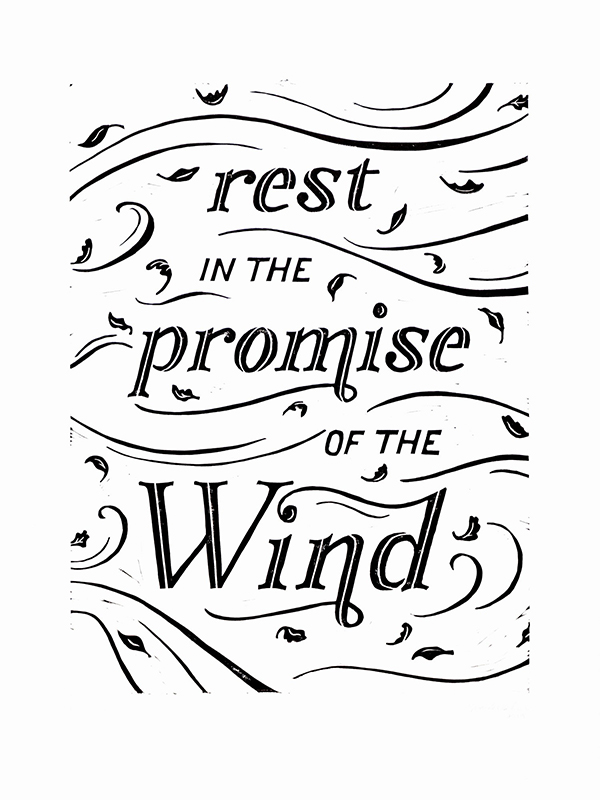 rest
IN THE
promise
OF THE
Wind